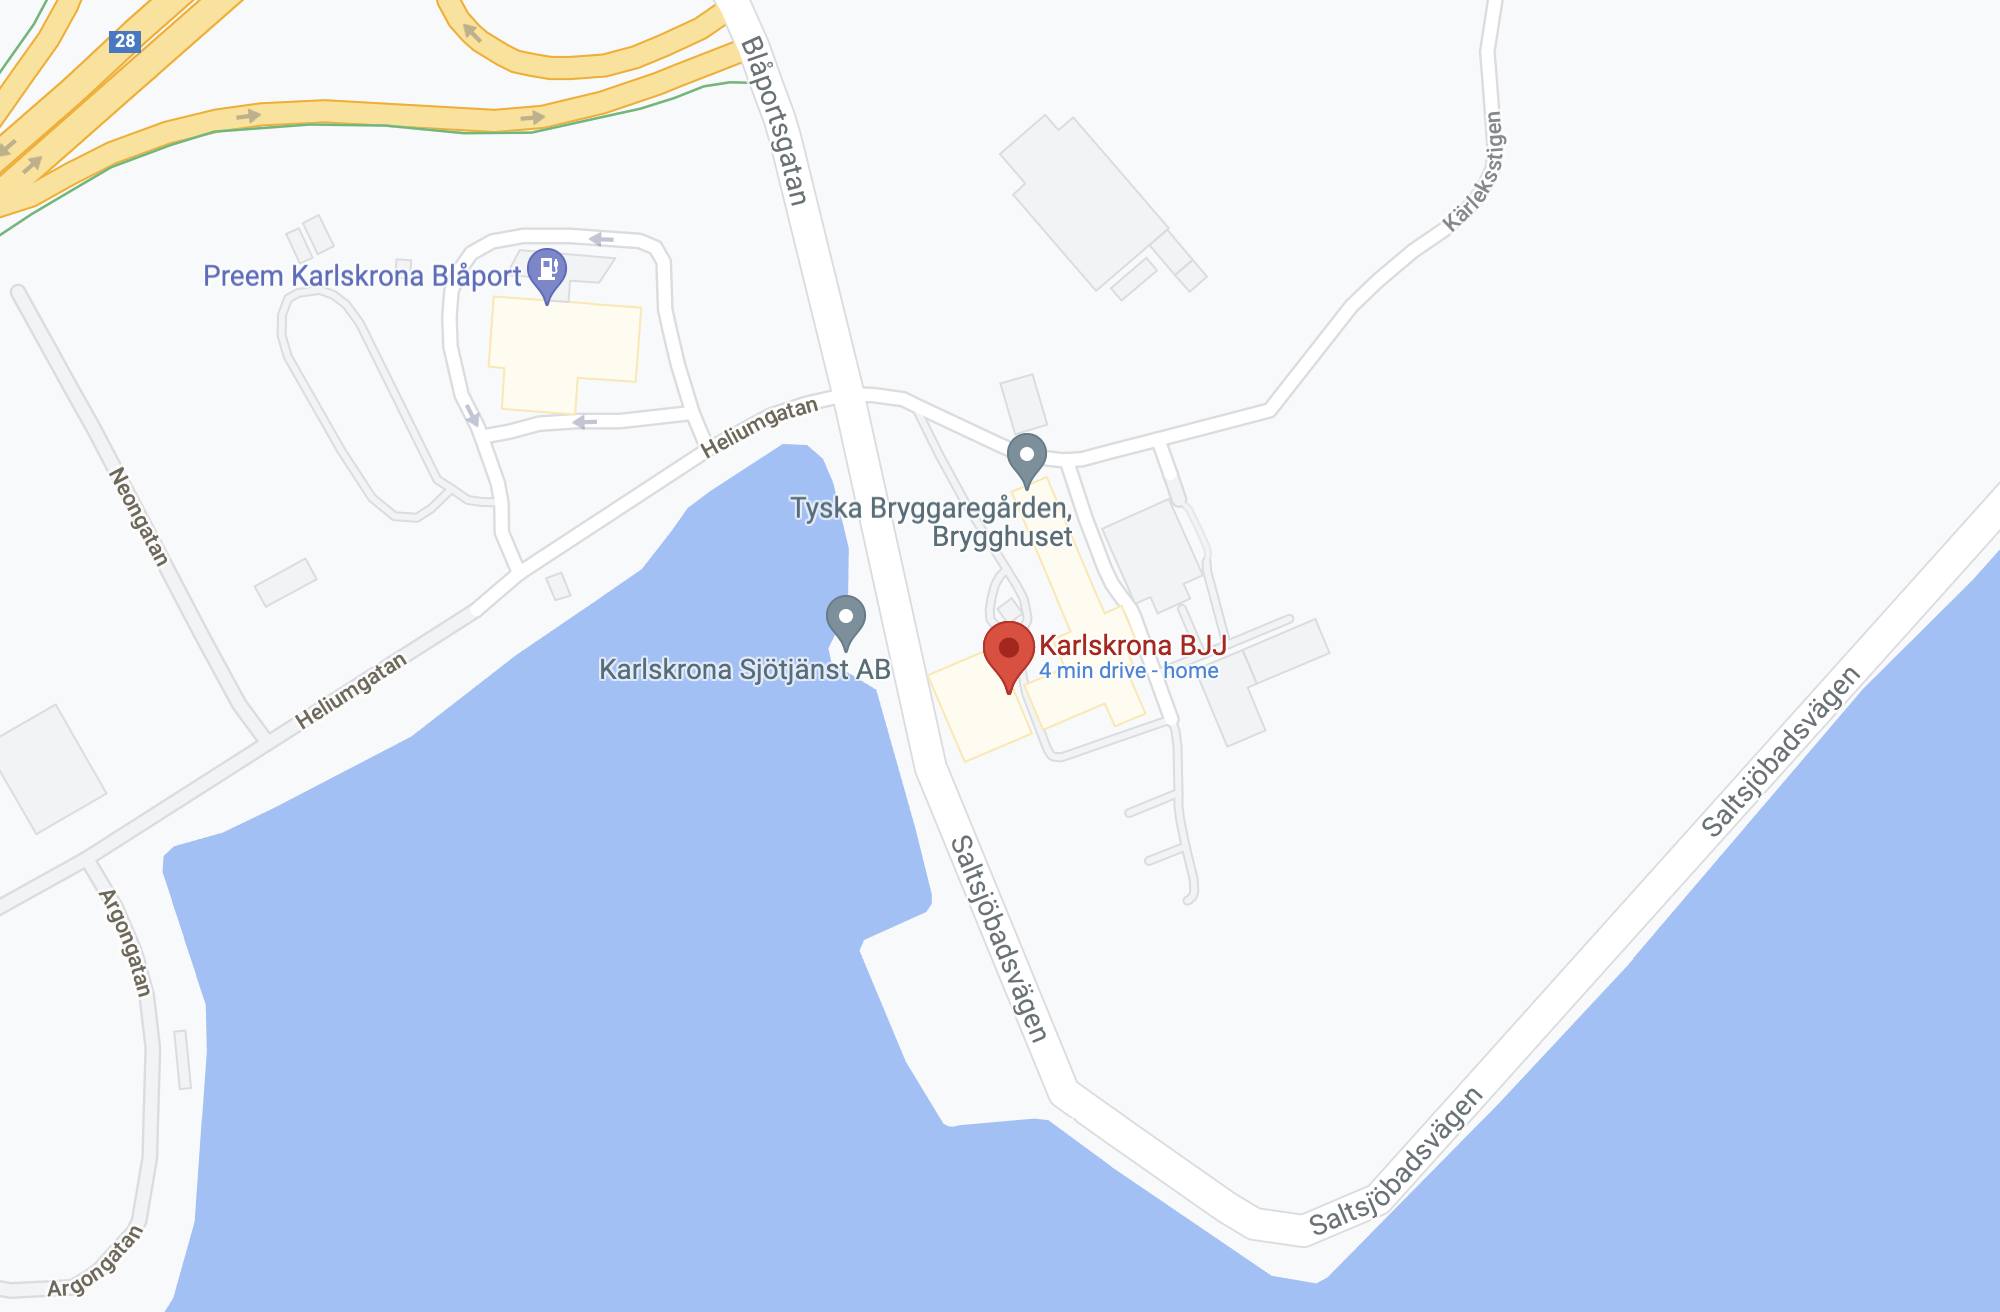 28
Blåportsgatan
Kärleksstigen
Preem Karlskrona Blåport
Heliumgatan
Neongatan
Tyska Bryggaregården,
Brygghuset
Karlskrona BJJ
4 min drive - home
Karlskrona Sjötjänst AB
Heliumgatan
Saltsjöbadsvägen
Saltsjöbadsvägen
Argongatan
Saltsjöbadsvägen
Argongatan